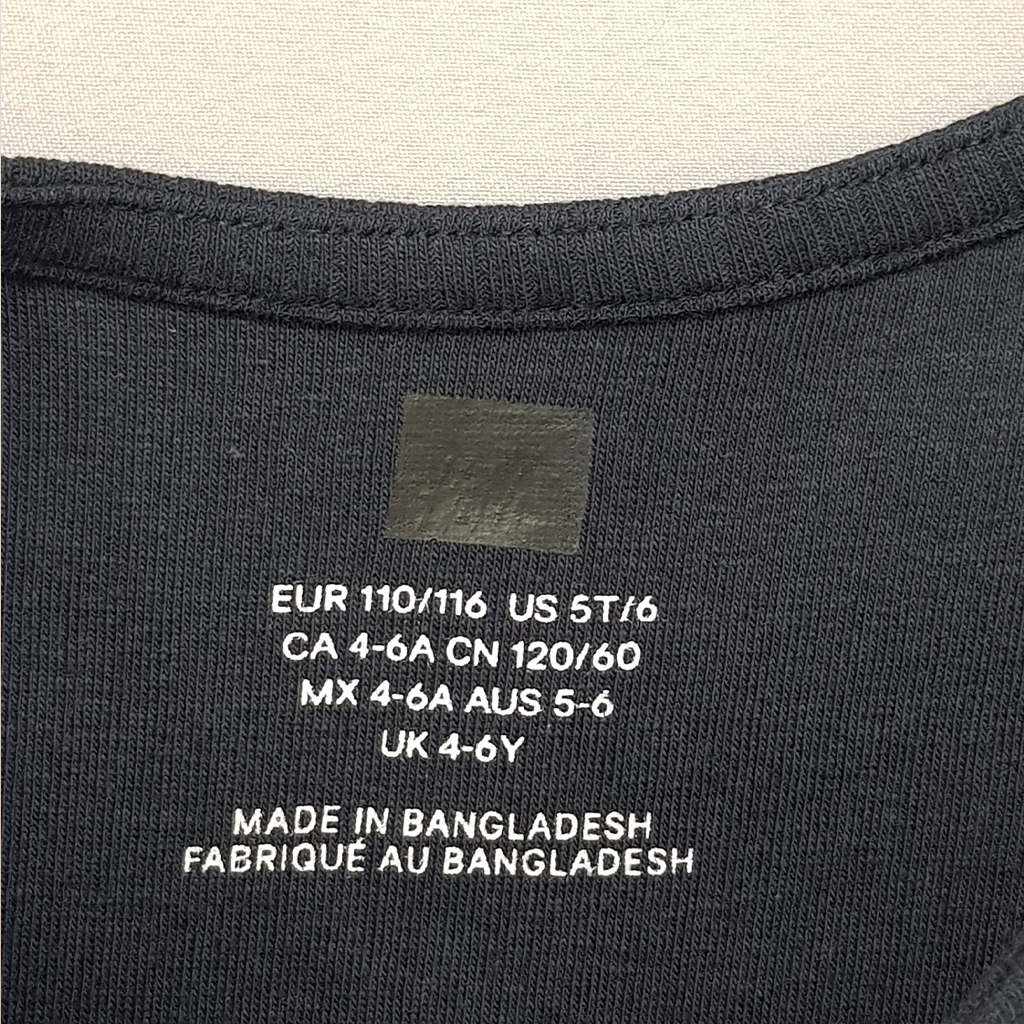 EUR 110/116 US 5T/6
CA 4-6A CN 120/60
MX 4-6A AUS 5-6
UK 4-6Y
MADE IN BANGLADESH
FABRIQUÉ AU BANGLADESH